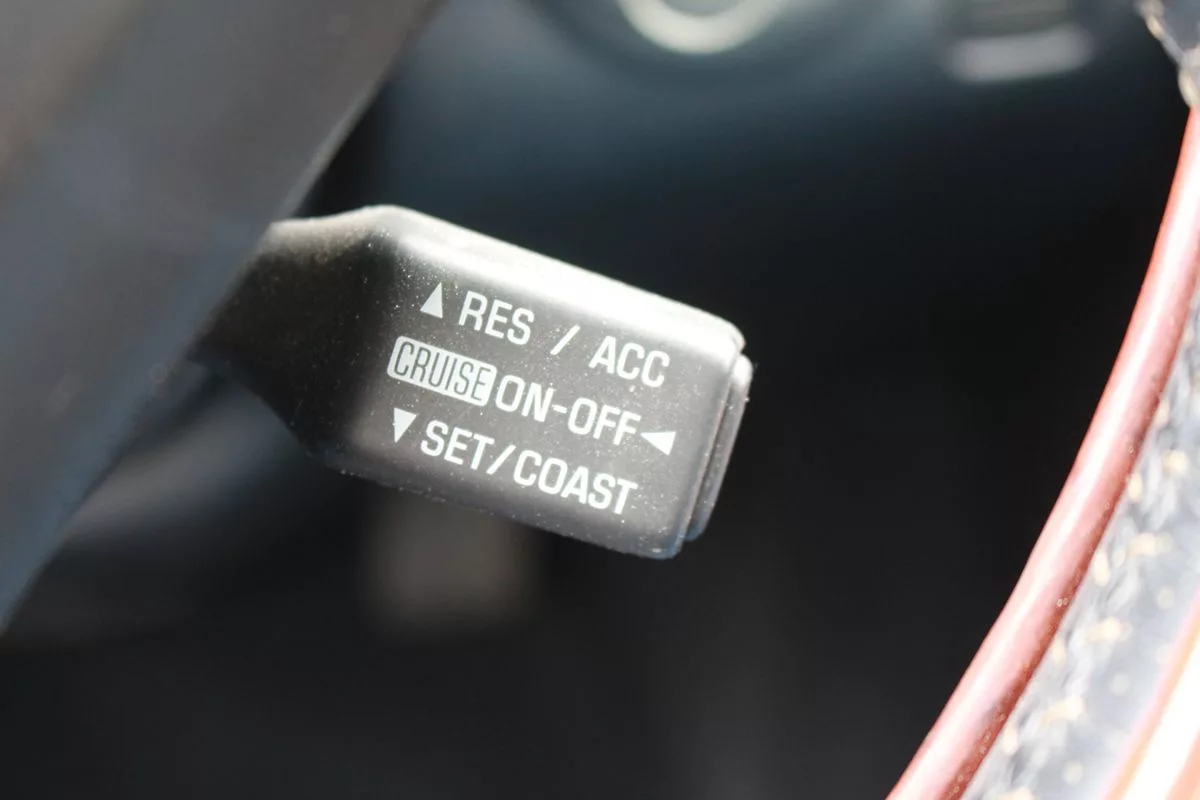 ▲ RES / ACC
CRUISE ON-OFF ◀
▼ SET/COAST